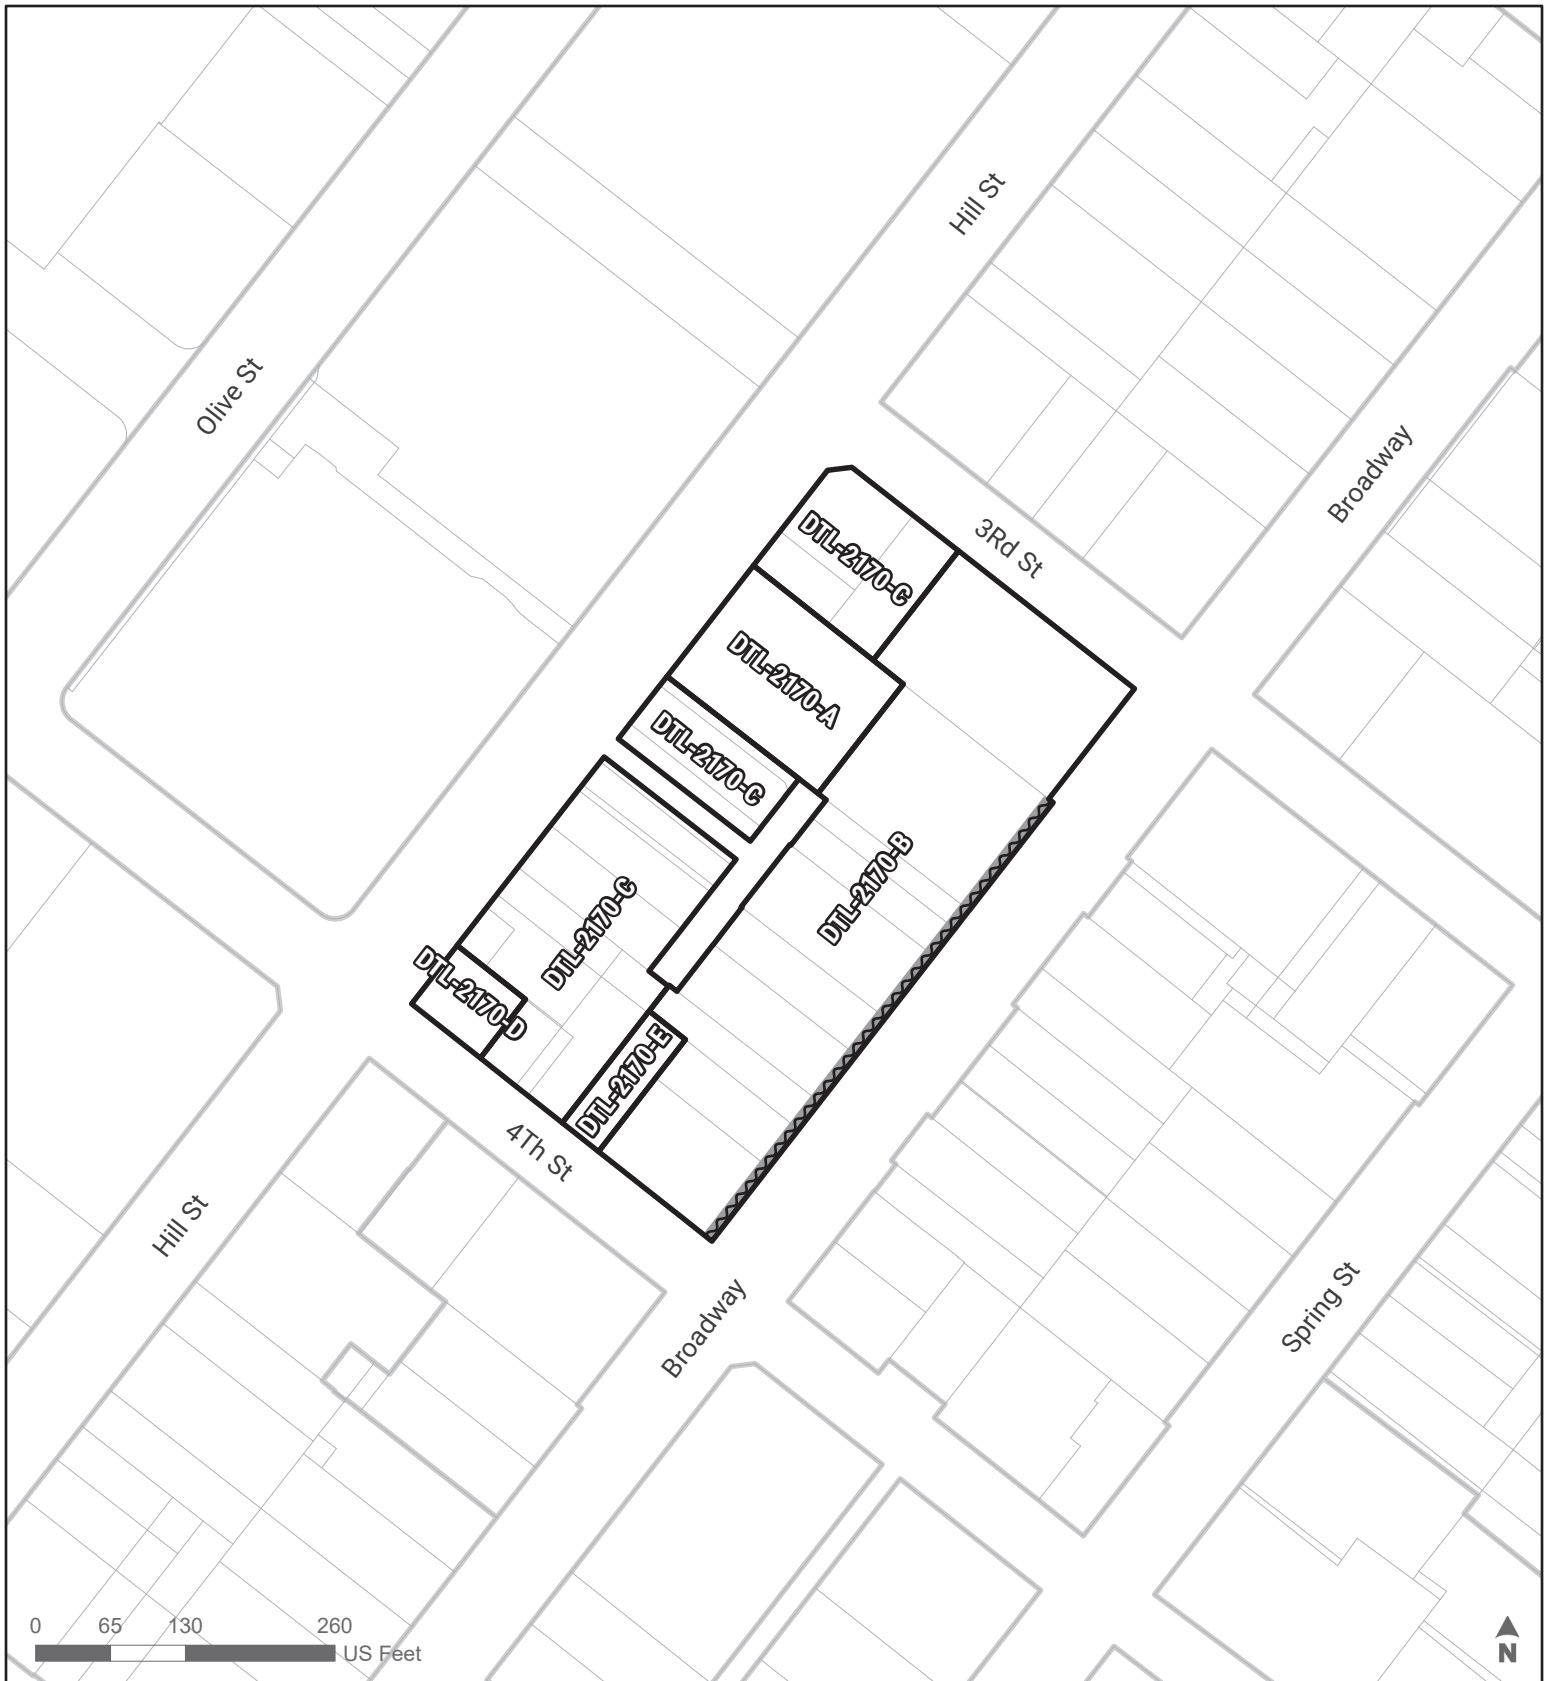 Hill St
Olive St
Broadway
3Rd St
DTL-2170-C
DTL-2170-A
DTL-2170-C
DTL-2170-B
DTL-2170-C
DTL-2170-D
DTL-2170-E
4Th St
Hill St
Broadway
Spring St
0 65 130 260
US Feet
N